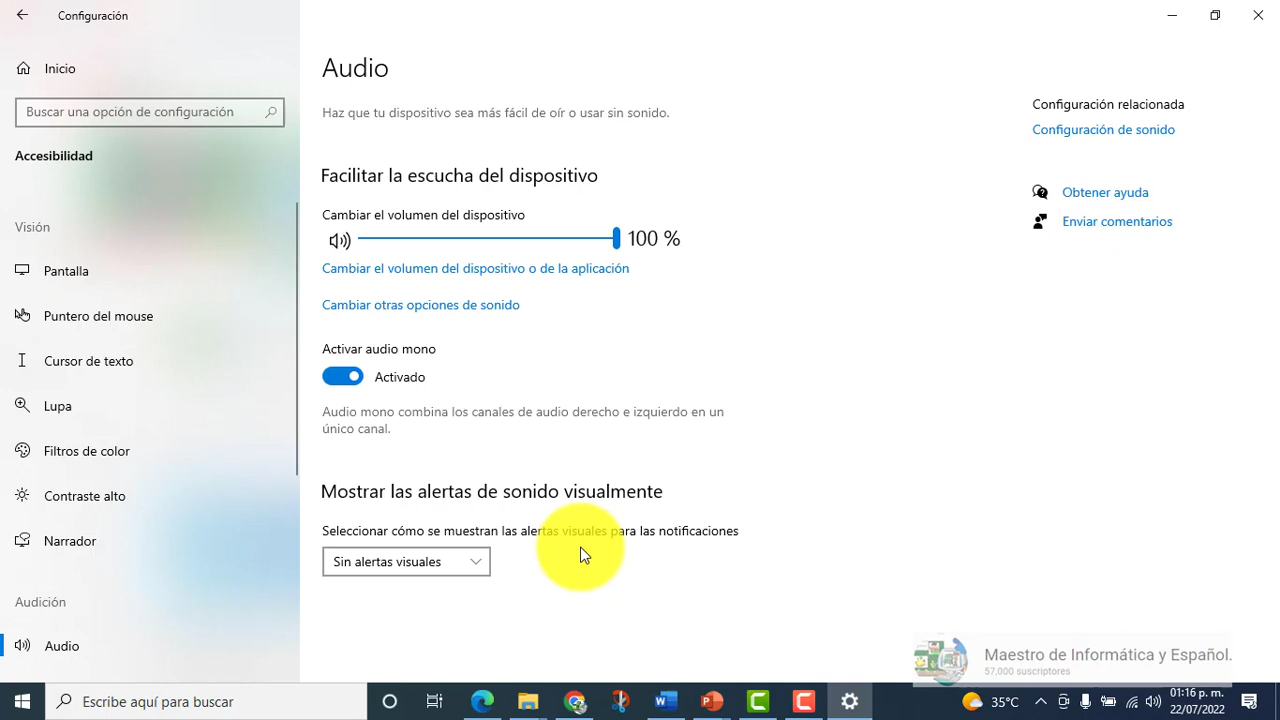 Configuración
Inicio
Buscar una opción de configuración
Accesibilidad
Visión
Pantalla
Puntero del mouse
Cursor de texto
Lupa
Filtros de color
Contraste alto
Narrador
Audición
Audio
Audio
Haz que tu dispositivo sea más fácil de oír o usar sin sonido.
Facilitar la escucha del dispositivo
Cambiar el volumen del dispositivo
100 %
Cambiar el volumen del dispositivo o de la aplicación
Cambiar otras opciones de sonido
Activar audio mono
Activado
Audio mono combina los canales de audio derecho e izquierdo en un
único canal.
Mostrar las alertas de sonido visualmente
Seleccionar cómo se muestran las alertas visuales para las notificaciones
Sin alertas visuales
Configuración relacionada
Configuración de sonido
Obtener ayuda
Enviar comentarios
Maestro de Informática y Español.
57,000 suscriptores
Escribe aquí para buscar
35°C
01:16 p. m.
22/07/2022